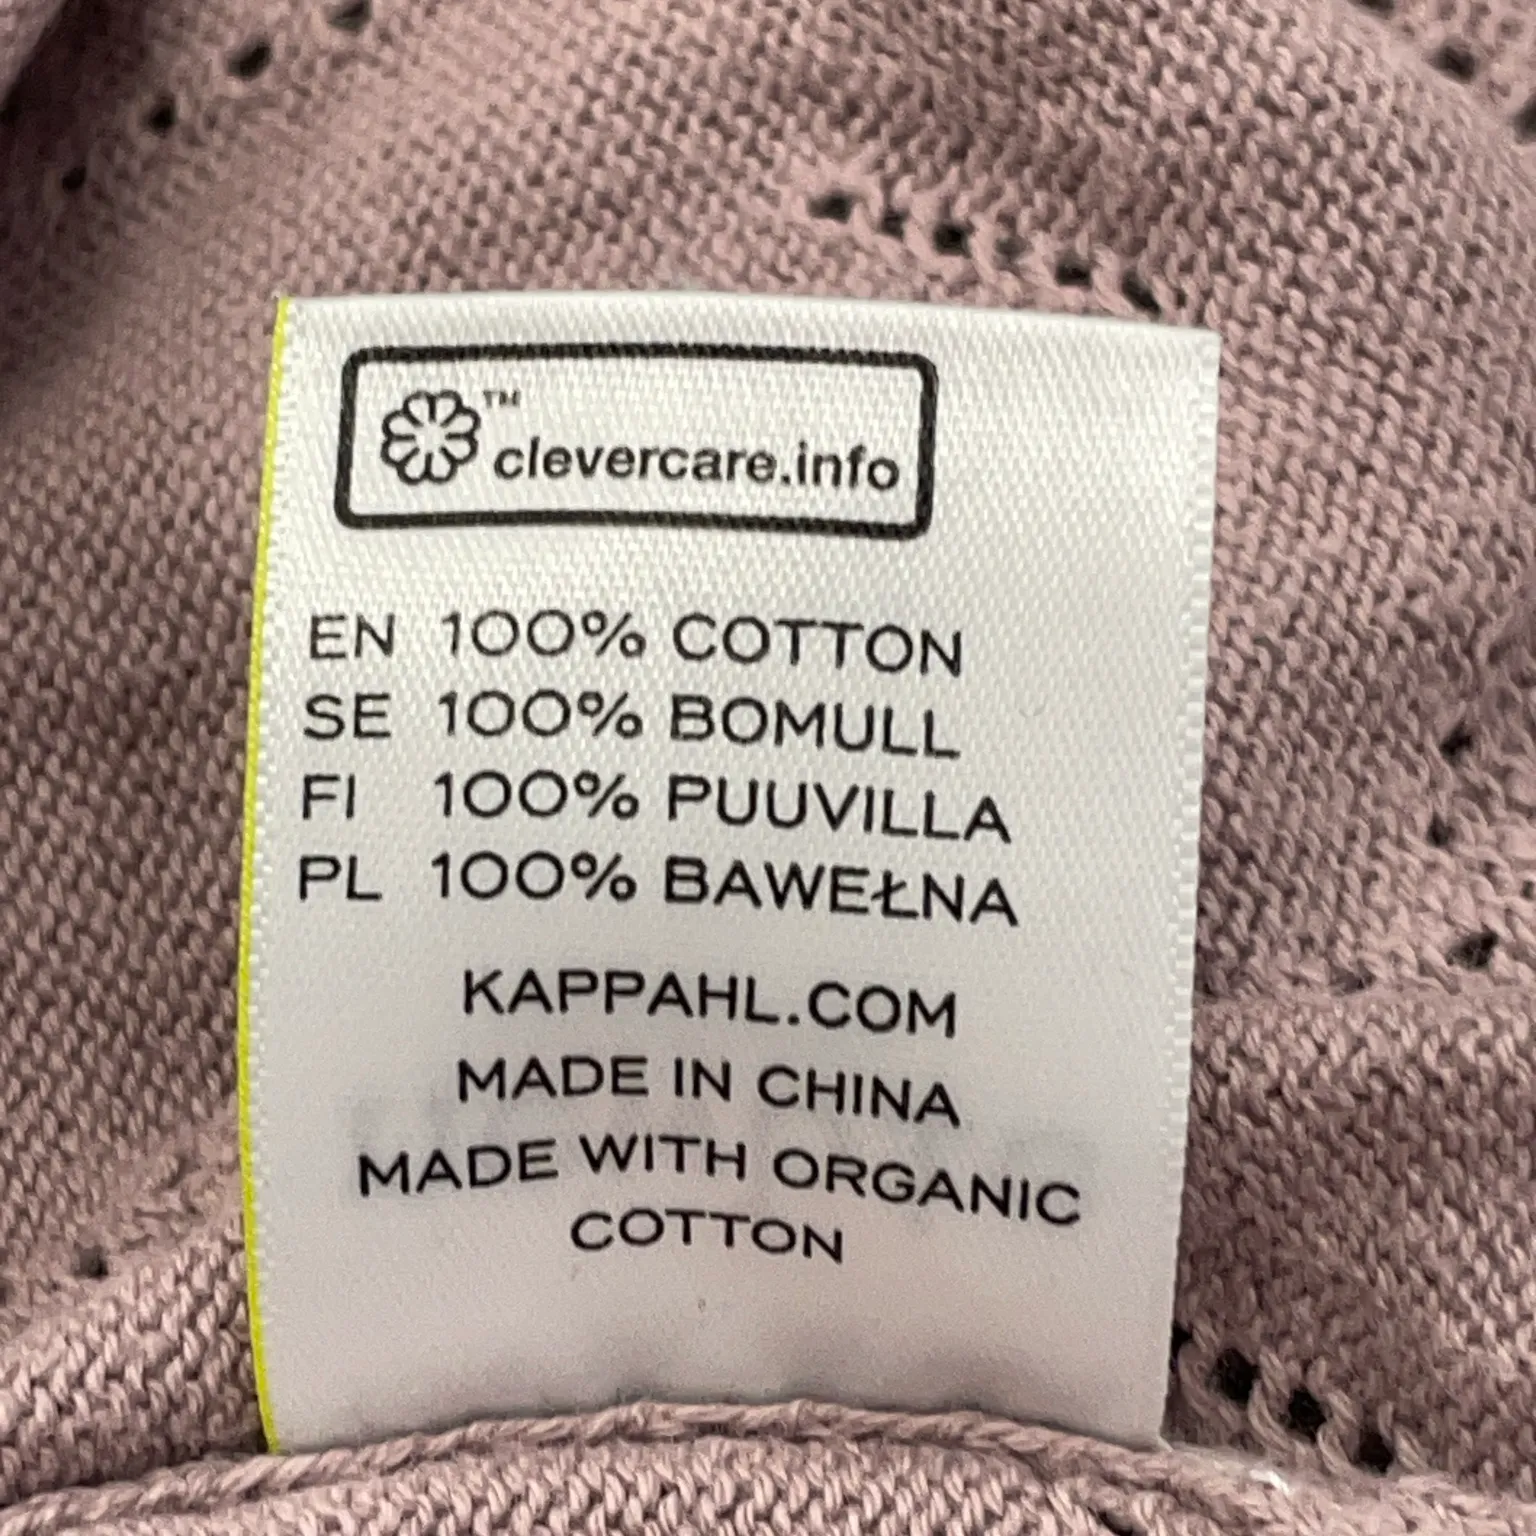 ™ clevercare.info
EN 100% COTTON
SE 100% BOMULL
FI 100% PUUVILLA
PL 100% BAWEŁNA
KAPPAHL.COM
MADE IN CHINA
MADE WITH ORGANIC
COTTON